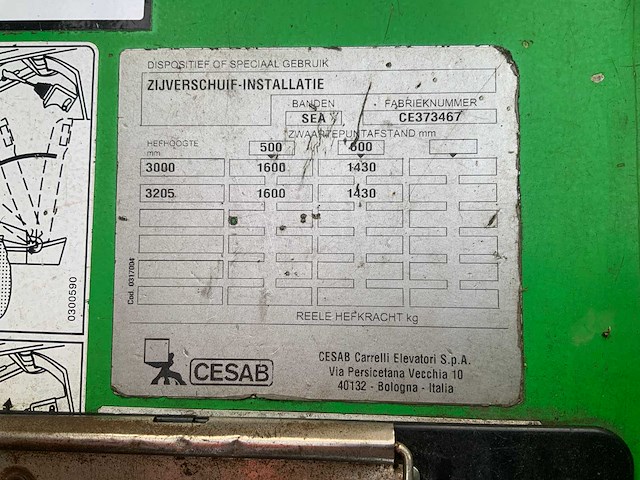 DISPOSITIEF OF SPECIAAL GEBRUIK
ZIJVERSCHUIF-INSTALLATIE
BANDEN FABRIEKNUMMER
SEA CE373467
ZWAARTEPUNTAFSTAND mm
HEFHOOGTE mm 500 600
3000 1600 1430
3205 1600 1430
REELE HEFKRACHT kg
Cod. 0317004
0300590
CESAB
CESAB Carrelli Elevatori S.p.A.
Via Persicetana Vecchia 10
40132 - Bologna - Italia